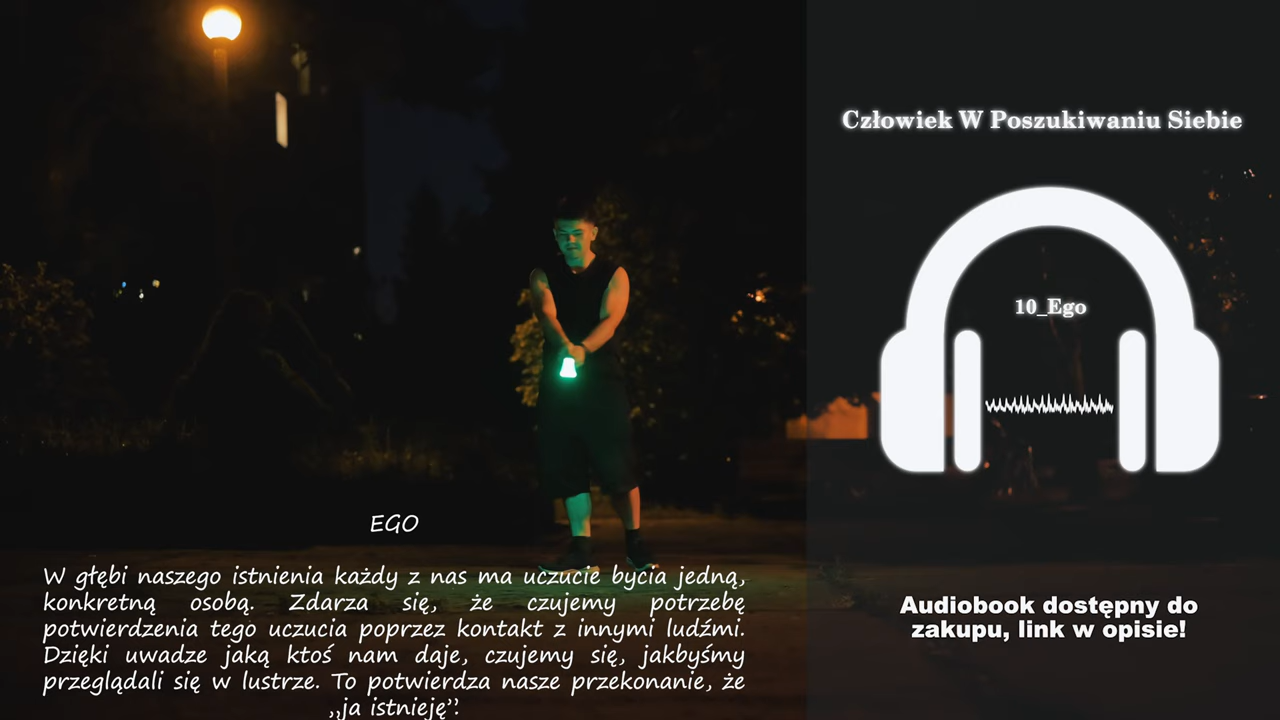 EGO
W głębi naszego istnienia każdy z nas ma uczucie bycia jedną,
konkretną osobą. Zdarza się, że czujemy potrzebę
potwierdzenia tego uczucia poprzez kontakt z innymi ludźmi.
Dzięki uwadze jaką ktoś nam daje, czujemy się, jakbyśmy
przeglądali się w lustrze. To potwierdza nasze przekonanie, że
„ja istnieję”.
Człowiek W Poszukiwaniu Siebie
10_Ego
Audiobook dostępny do
zakupu, link w opisie!